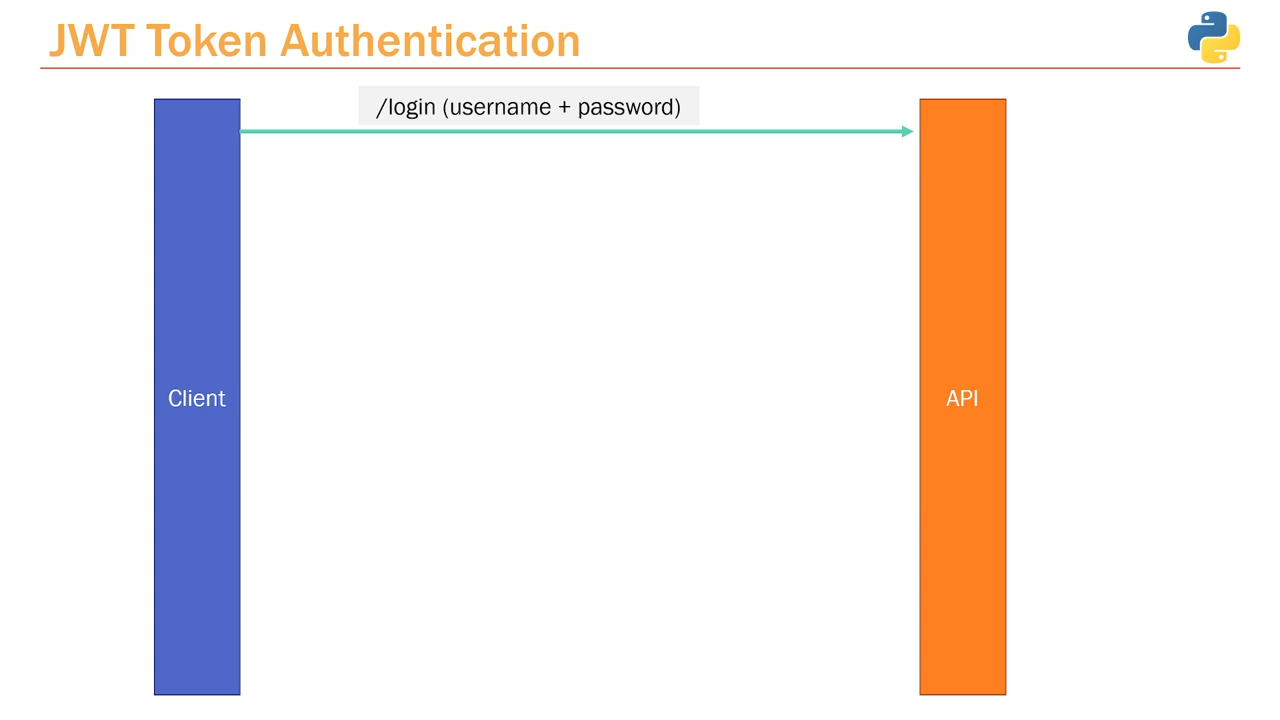 JWT Token Authentication
/login (username + password)
Client
API